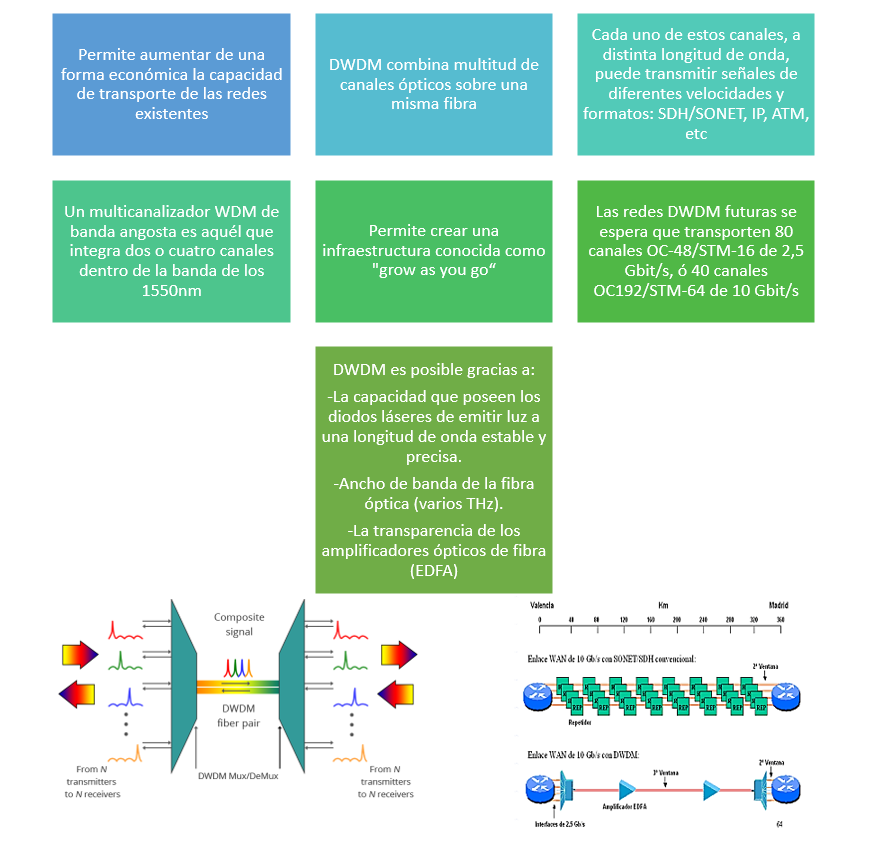 Permite aumentar de una
forma económica la capacidad
de transporte de las redes
existentes
DWDM combina multitud de
canales ópticos sobre una
misma fibra
Cada uno de estos canales, a
distinta longitud de onda,
puede transmitir señales de
diferentes velocidades y
formatos: SDH/SONET, IP, ATM,
etc
Un multicanalizador WDM de
banda angosta es aquél que
integra dos o cuatro canales
dentro de la banda de los
1550nm
Permite crear una
infraestructura conocida como
"grow as you go“
Las redes DWDM futuras se
espera que transporten 80
canales OC-48/STM-16 de 2,5
Gbit/s, ó 40 canales
OC192/STM-64 de 10 Gbit/s
DWDM es posible gracias a:
-La capacidad que poseen los
diodos láseres de emitir luz a
una longitud de onda estable y
precisa.
-Ancho de banda de la fibra
óptica (varios THz).
-La transparencia de los
amplificadores ópticos de fibra
(EDFA)
Composite
signal
DWDM
fiber pair
DWDM Mux/DeMux
From N
transmitters
to N receivers
From N
transmitters
to N receivers
Valencia Km Madrid
0 40 80 120 160 200 240 280 320 360
Enlace WAN de 10 Gb/s con SONET/SDH convencional:
2ª Ventana
REP REP REP REP REP REP REP REP
Repetidor
Enlace WAN de 10 Gb/s con DWDM:
2ª Ventana
3ª Ventana
Amplificador EDFA
Interfaces de 2,5 Gb/s
64